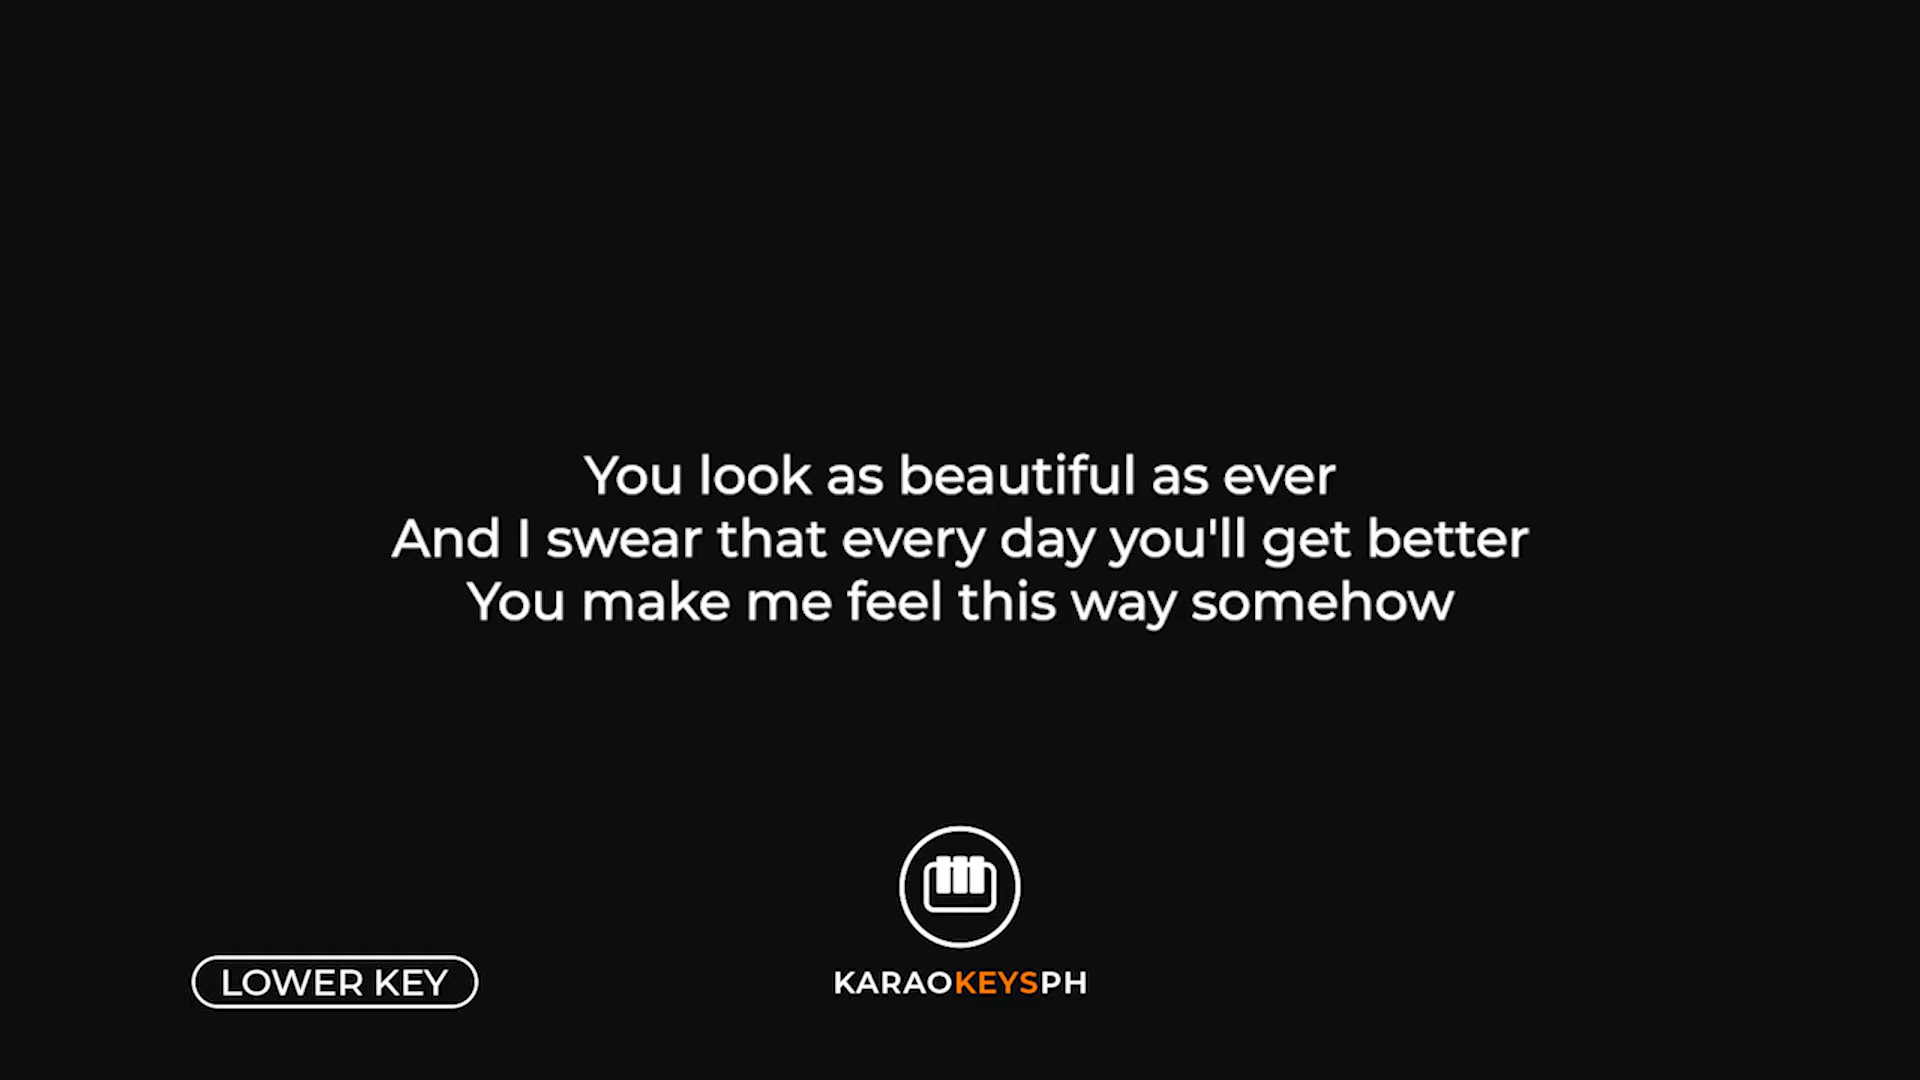 You look as beautiful as ever
And I swear that every day you'll get better
You make me feel this way somehow
LOWER KEY
KARAOKEYSPH